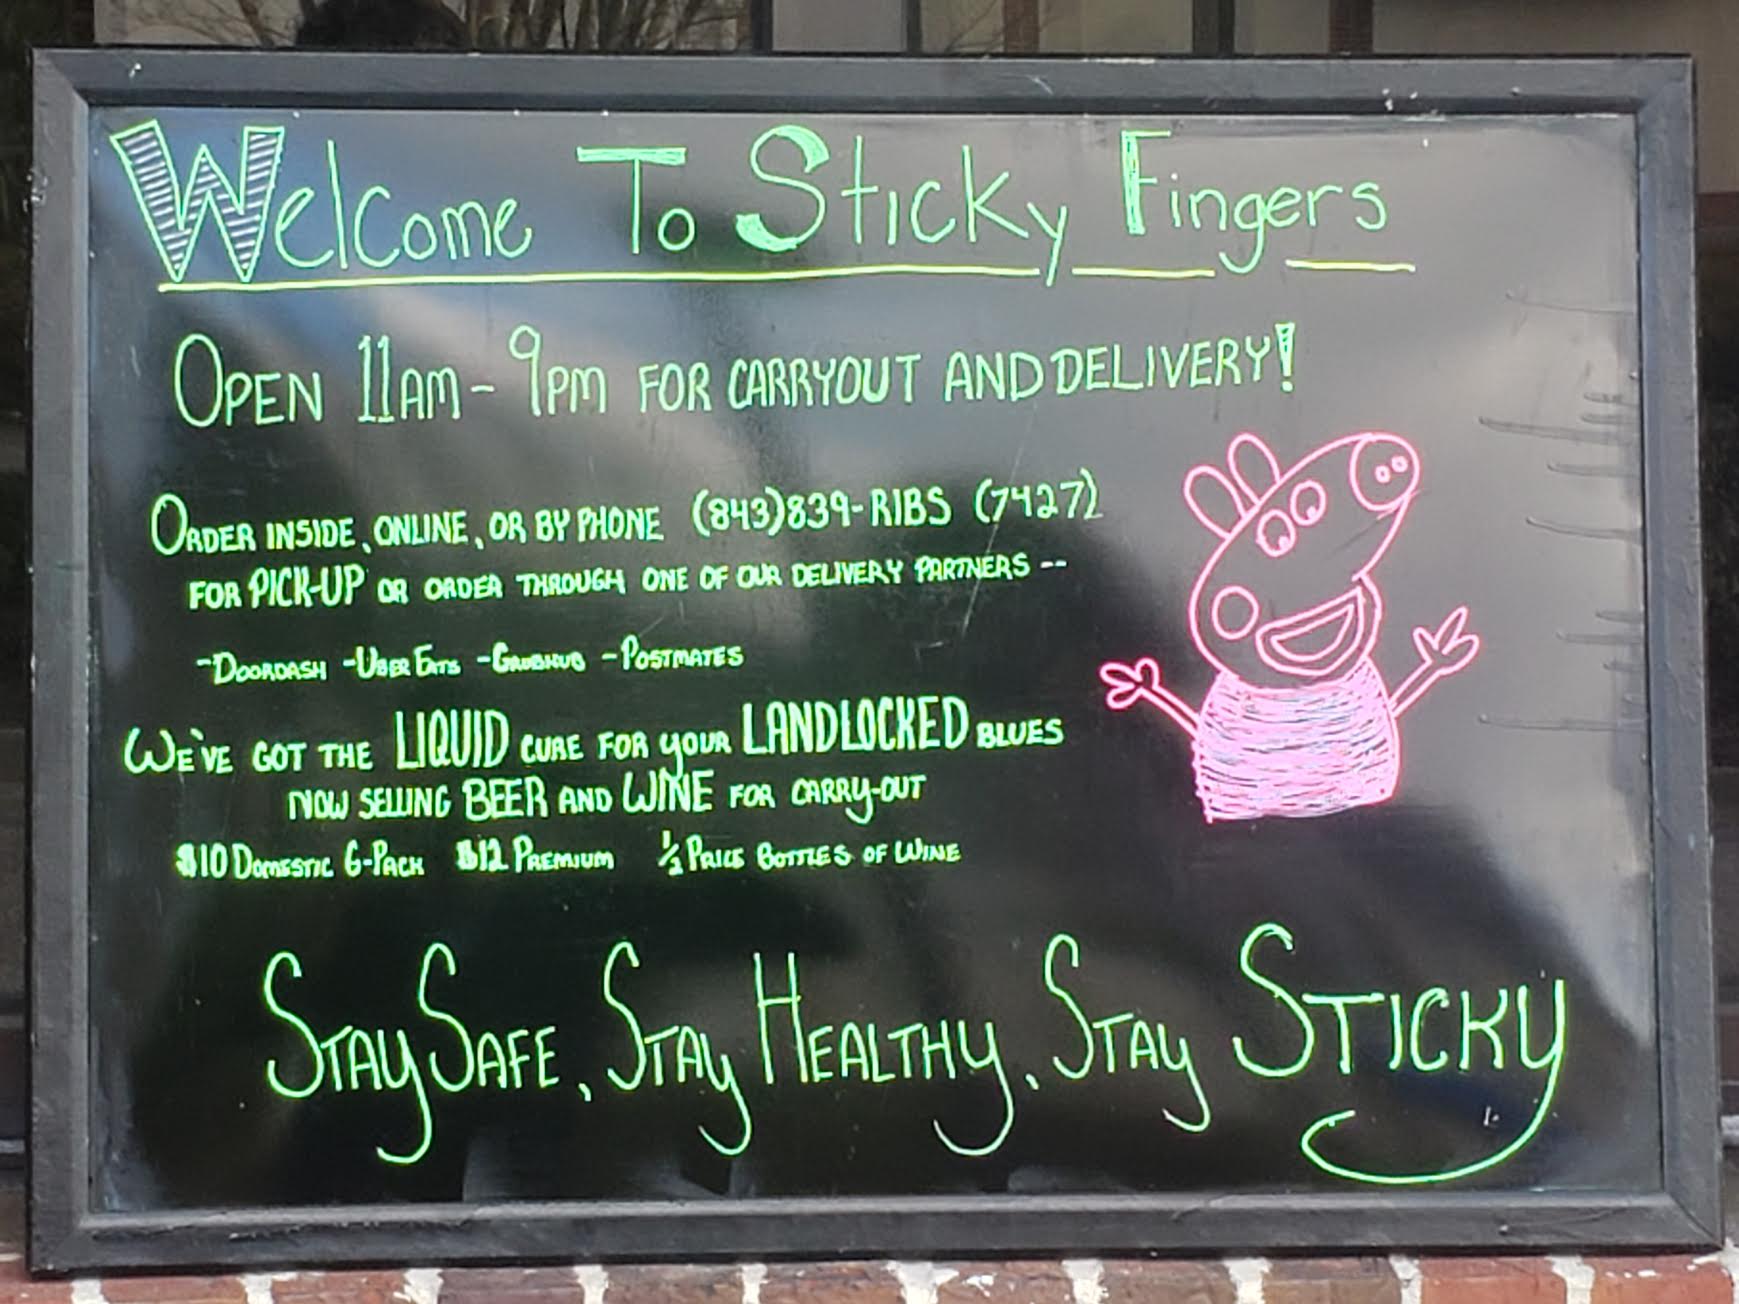 Welcome To Sticky Fingers
OPEN 11AM - 9PM FOR CARRYOUT AND DELIVERY!
ORDER INSIDE, ONLINE, OR BY PHONE (843)839-RIBS (7427)
FOR PICK-UP OR ORDER THROUGH ONE OF OUR DELIVERY PARTNERS --
-DOORDASH -UBER EATS -GRUBHUB -POSTMATES
WE'VE GOT THE LIQUID CURE FOR YOUR LANDLOCKED BLUES
NOW SELLING BEER AND WINE FOR CARRY-OUT
$10 DOMESTIC 6-PACK $12 PREMIUM 1/2 PRICE BOTTLES OF WINE
STAY SAFE, STAY HEALTHY, STAY STICKY